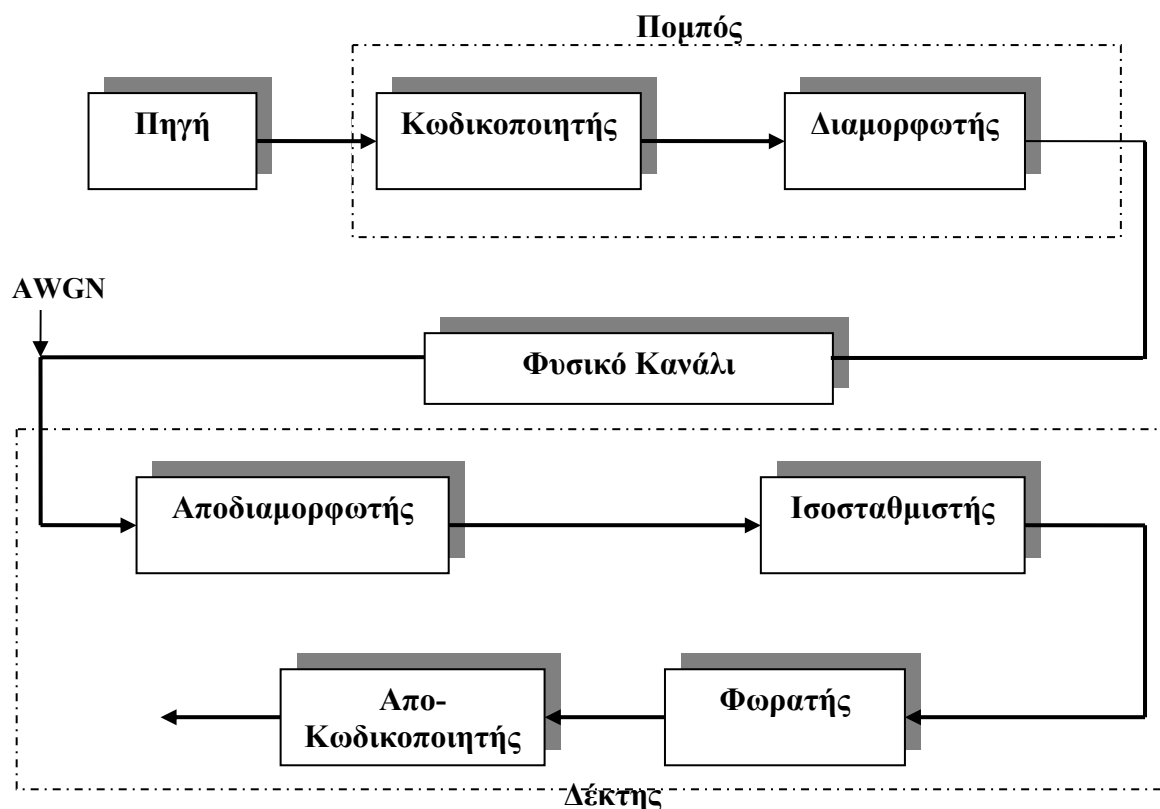 Πομπός
Πηγή
Κωδικοποιητής
Διαμορφωτής
AWGN
Φυσικό Κανάλι
Αποδιαμορφωτής
Ισοσταθμιστής
Απο-
Κωδικοποιητής
Φωρατής
Δέκτης